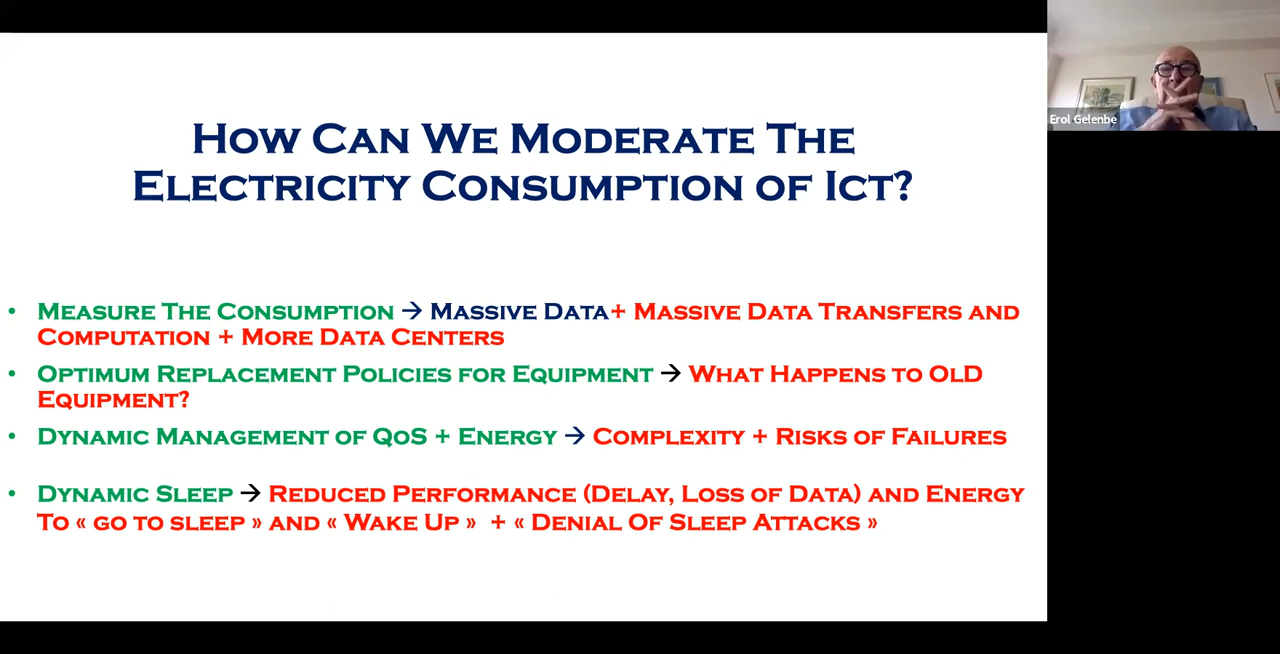 How Can We Moderate The
Electricity Consumption of Ict?
• Measure The Consumption → Massive Data+ Massive Data Transfers and
Computation + More Data Centers
• Optimum Replacement Policies for Equipment → What Happens to Old
Equipment?
• Dynamic Management of QoS + Energy → Complexity + Risks of Failures
• Dynamic Sleep → Reduced Performance (Delay, Loss of Data) and Energy
To « go to sleep » and « Wake Up »  + « Denial Of Sleep Attacks »
Erol Gelenbe